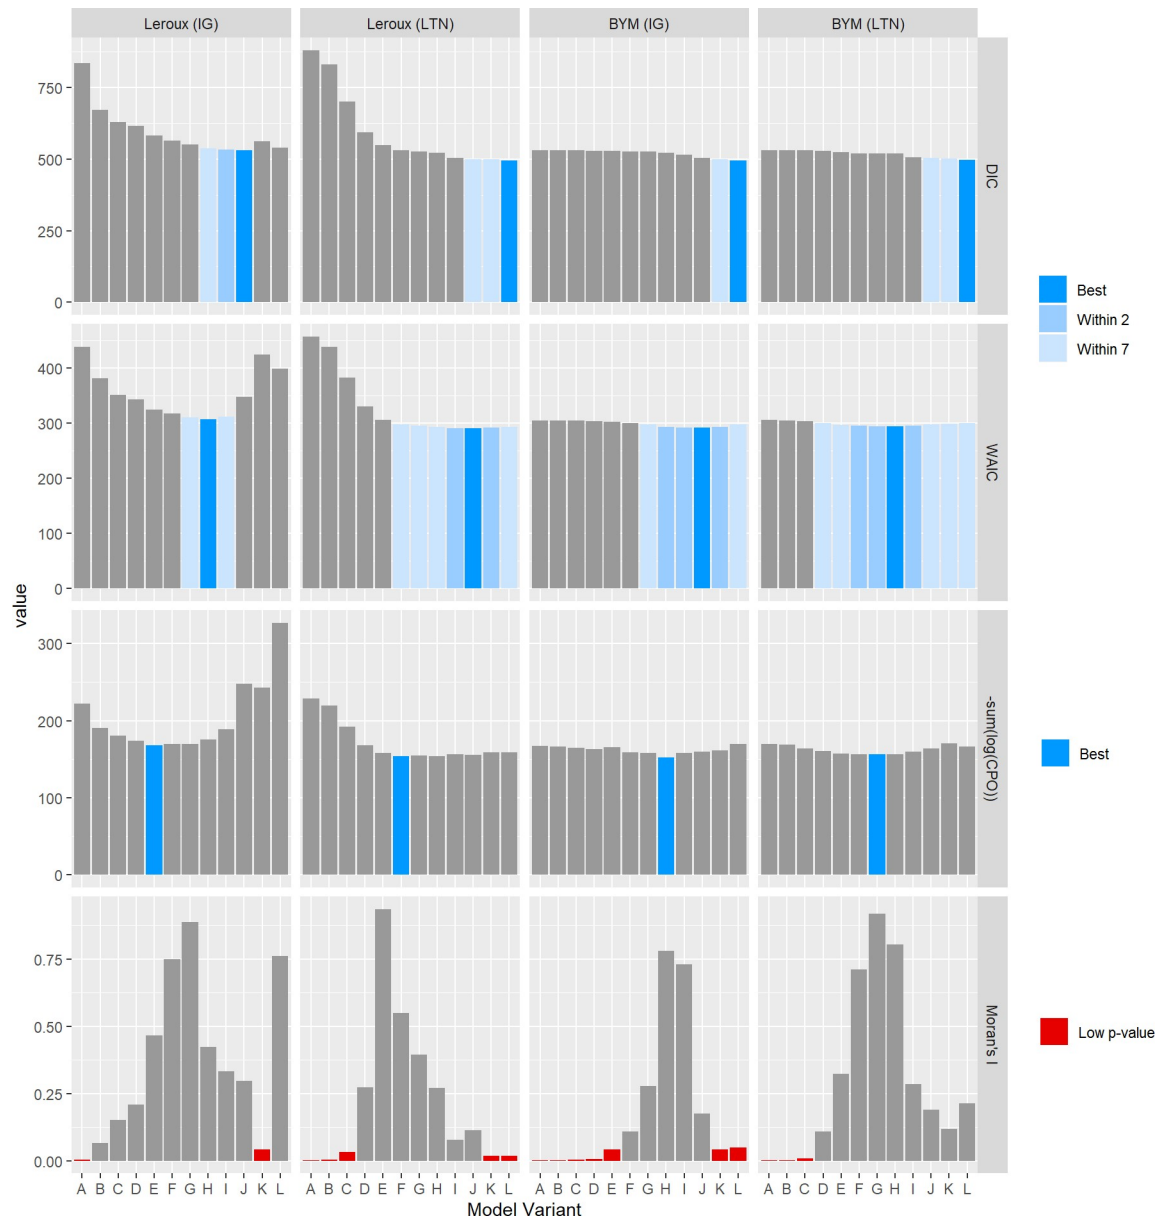 Leroux (IG) Leroux (LTN) BYM (IG) BYM (LTN)
750
500
250
0
DIC
400
300
200
100
0
WAIC
300
200
100
0
-sum(log(CPO))
0.75
0.50
0.25
0.00
Moran's I
value
A B C D E F G H I J K L A B C D E F G H I J K L A B C D E F G H I J K L A B C D E F G H I J K L
Model Variant
Best
Within 2
Within 7
Best
Low p-value